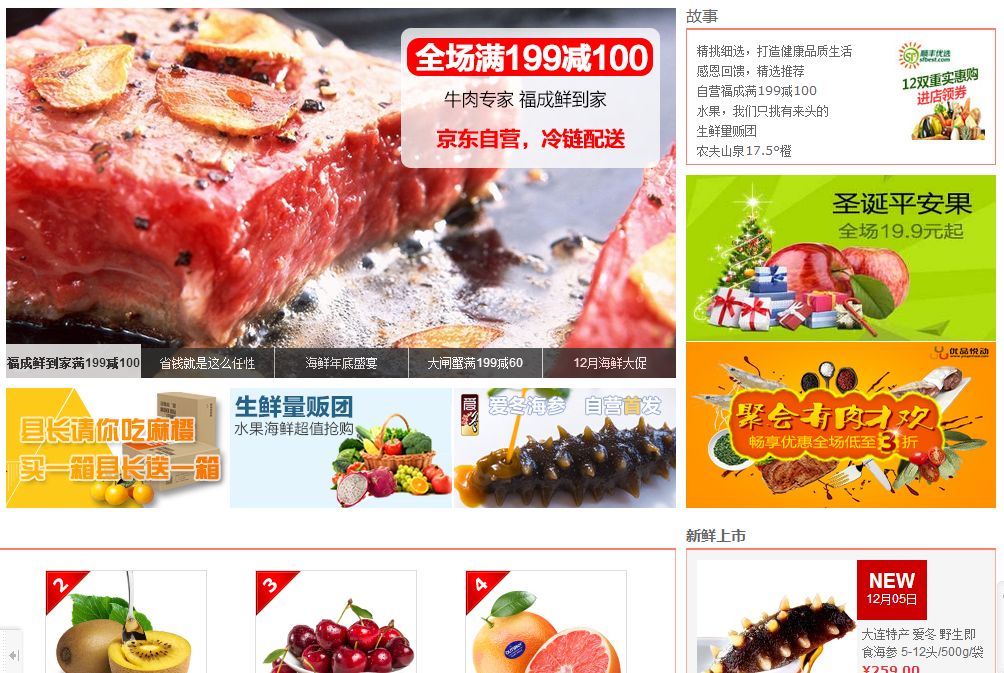 全场满199减100
牛肉专家 福成鲜到家
京东自营，冷链配送
福成鲜到家满199减100
省钱就是这么任性
海鲜年底盛宴
大闸蟹满199减60
12月海鲜大促
县长请你吃麻橙
买一箱县长送一箱
生鲜量贩团
水果海鲜超值抢购
爱冬海参 自营首发
故事
精挑细选，打造健康品质生活
感恩回馈，精选推荐
自营福成满199减100
水果，我们只挑有来头的
生鲜量贩团
农夫山泉17.5°橙
顺丰优选
sfbest.com
12双重实惠购
进店领券
圣诞平安果
全场19.9元起
优品悦动
聚会有肉才欢
畅享优惠全场低至3折
2
3
4
新鲜上市
NEW
12月05日
大连特产 爱冬 野生即
食海参 5-12头/500g/袋
¥259.00